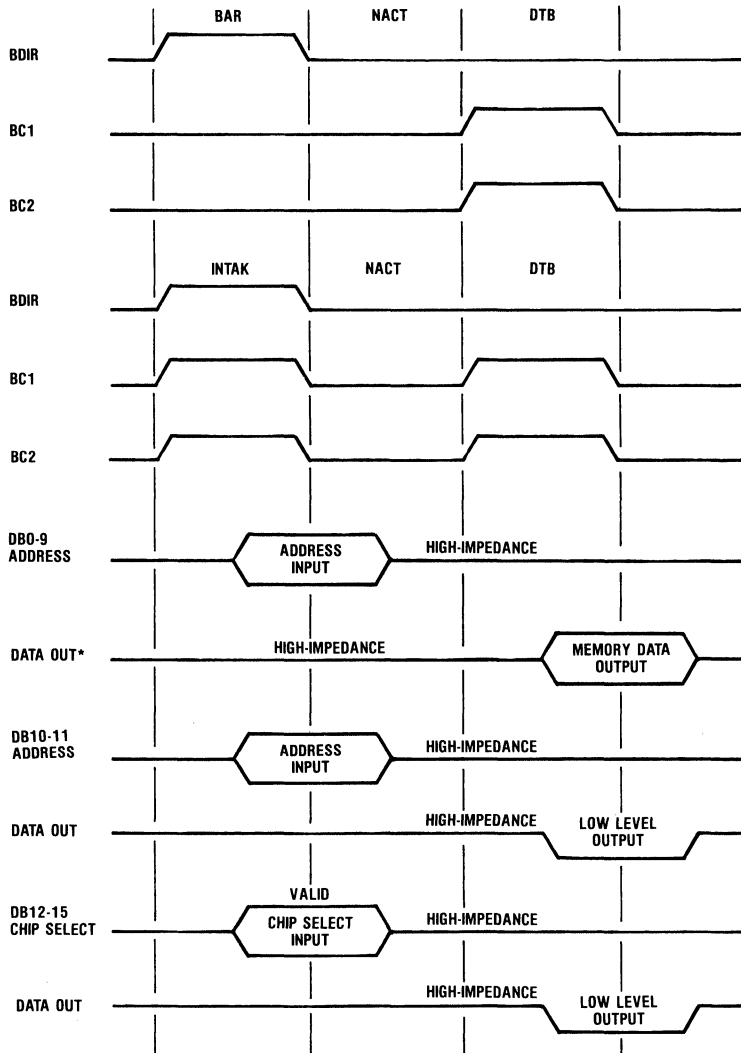 BAR NACT DTB
BDIR
BC1
BC2
INTAK NACT DTB
BDIR
BC1
BC2
DB0-9
ADDRESS
ADDRESS
INPUT
HIGH-IMPEDANCE
DATA OUT*
HIGH-IMPEDANCE
MEMORY DATA
OUTPUT
DB10-11
ADDRESS
ADDRESS
INPUT
HIGH-IMPEDANCE
DATA OUT
HIGH-IMPEDANCE
LOW LEVEL
OUTPUT
DB12-15
CHIP SELECT
VALID
CHIP SELECT
INPUT
HIGH-IMPEDANCE
DATA OUT
HIGH-IMPEDANCE
LOW LEVEL
OUTPUT